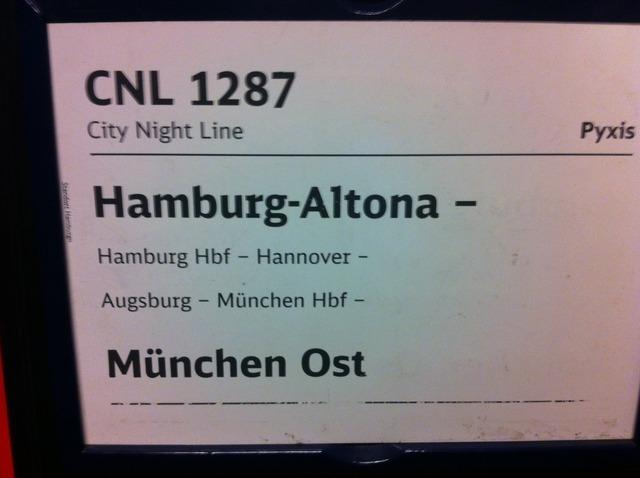 CNL 1287
City Night Line
Pyxis
Hamburg-Altona –
Hamburg Hbf – Hannover –
Augsburg – München Hbf –
München Ost